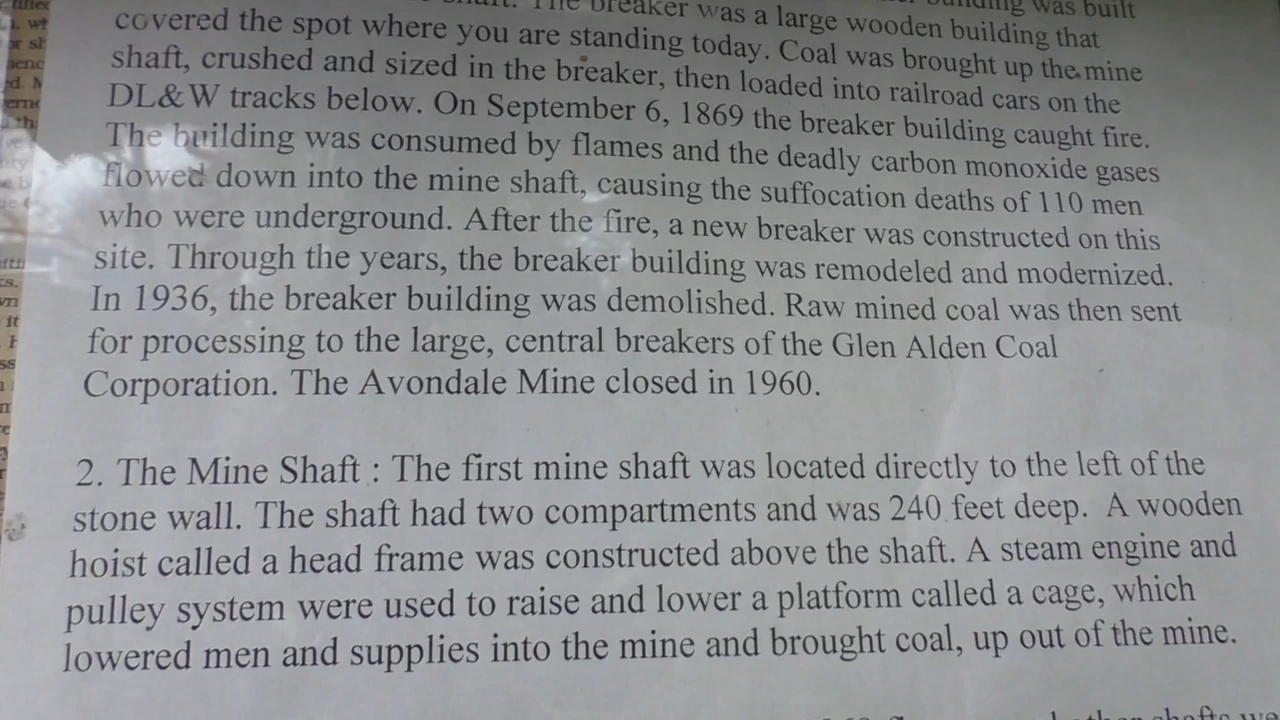 The breaker was a large wooden building that
covered the spot where you are standing today. Coal was brought up the mine
shaft, crushed and sized in the breaker, then loaded into railroad cars on the
DL&W tracks below. On September 6, 1869 the breaker building caught fire.
The building was consumed by flames and the deadly carbon monoxide gases
flowed down into the mine shaft, causing the suffocation deaths of 110 men
who were underground. After the fire, a new breaker was constructed on this
site. Through the years, the breaker building was remodeled and modernized.
In 1936, the breaker building was demolished. Raw mined coal was then sent
for processing to the large, central breakers of the Glen Alden Coal
Corporation. The Avondale Mine closed in 1960.
2. The Mine Shaft : The first mine shaft was located directly to the left of the
stone wall. The shaft had two compartments and was 240 feet deep. A wooden
hoist called a head frame was constructed above the shaft. A steam engine and
pulley system were used to raise and lower a platform called a cage, which
lowered men and supplies into the mine and brought coal, up out of the mine.